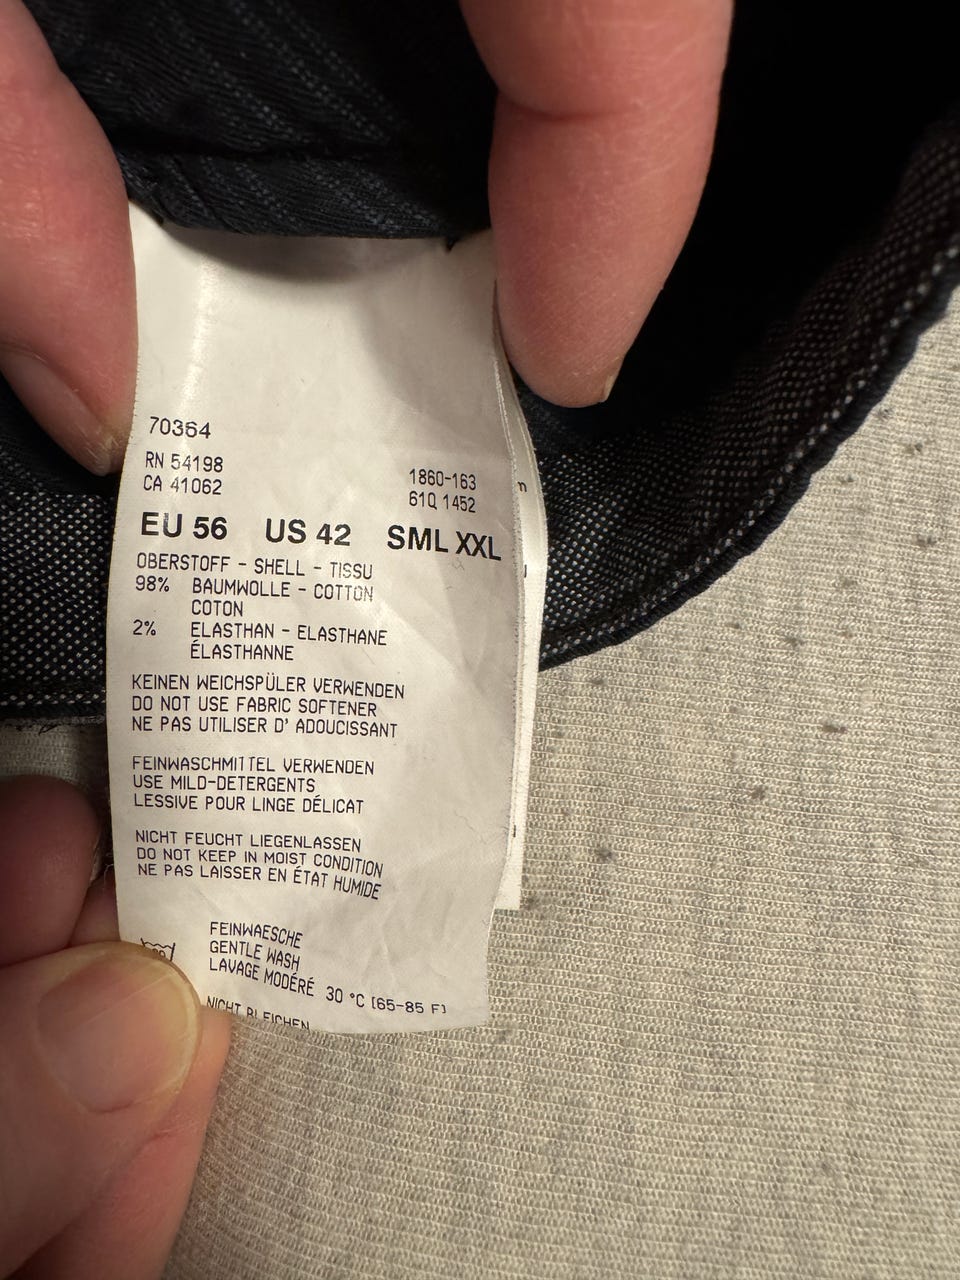 70364
RN 54198
CA 41062
1860-163
61Q 1452
EU 56 US 42 SML XXL
OBERSTOFF - SHELL - TISSU
98% BAUMWOLLE - COTTON
COTON
2% ELASTHAN - ELASTHANE
ÉLASTHANNE
KEINEN WEICHSPÜLER VERWENDEN
DO NOT USE FABRIC SOFTENER
NE PAS UTILISER D' ADOUCISSANT
FEINWASCHMITTEL VERWENDEN
USE MILD-DETERGENTS
LESSIVE POUR LINGE DÉLICAT
NICHT FEUCHT LIEGENLASSEN
DO NOT KEEP IN MOIST CONDITION
NE PAS LAISSER EN ÉTAT HUMIDE
FEINWAESCHE
GENTLE WASH
LAVAGE MODÉRÉ 30 °C [65-85 F]
NICHT BLEICHEN